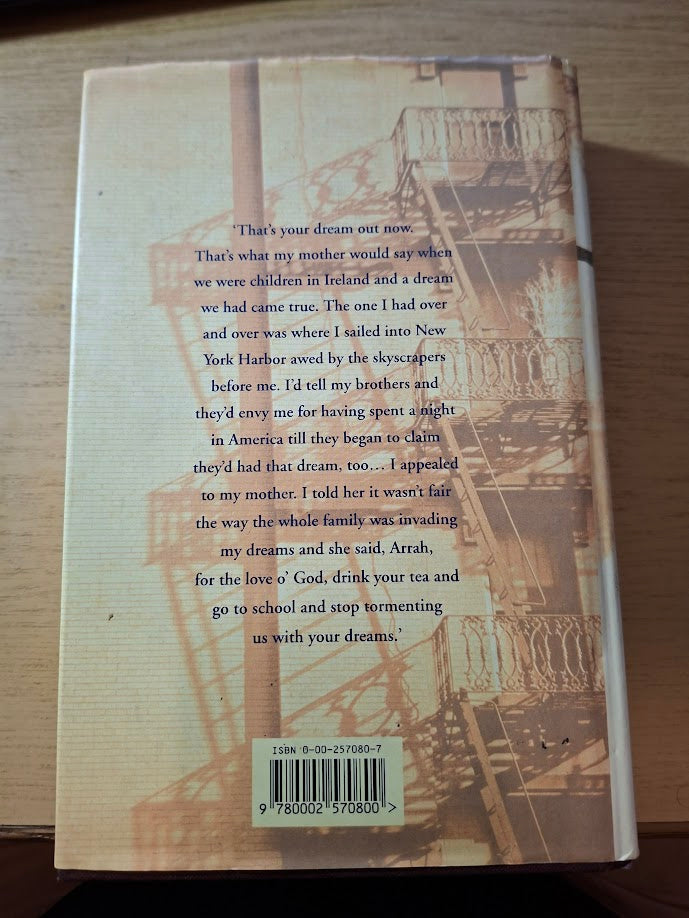 ‘That’s your dream out now.
That’s what my mother would say when
we were children in Ireland and a dream
we had came true. The one I had over
and over was where I sailed into New
York Harbor awed by the skyscrapers
before me. I’d tell my brothers and
they’d envy me for having spent a night
in America till they began to claim
they’d had that dream, too… I appealed
to my mother. I told her it wasn’t fair
the way the whole family was invading
my dreams and she said, Arrah,
for the love o’ God, drink your tea and
go to school and stop tormenting
us with your dreams.’
ISBN 0-00-257080-7
9 780002 570800 >